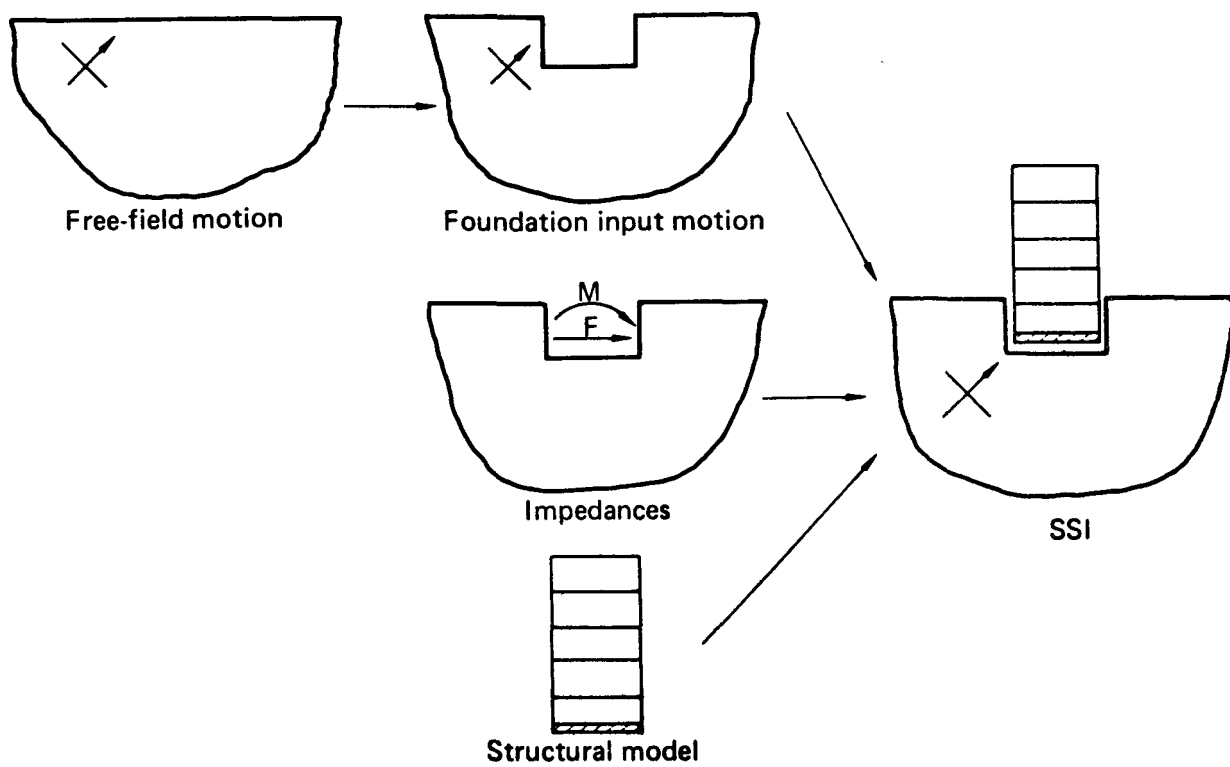 Free-field motion
Foundation input motion
M
F
Impedances
SSI
Structural model